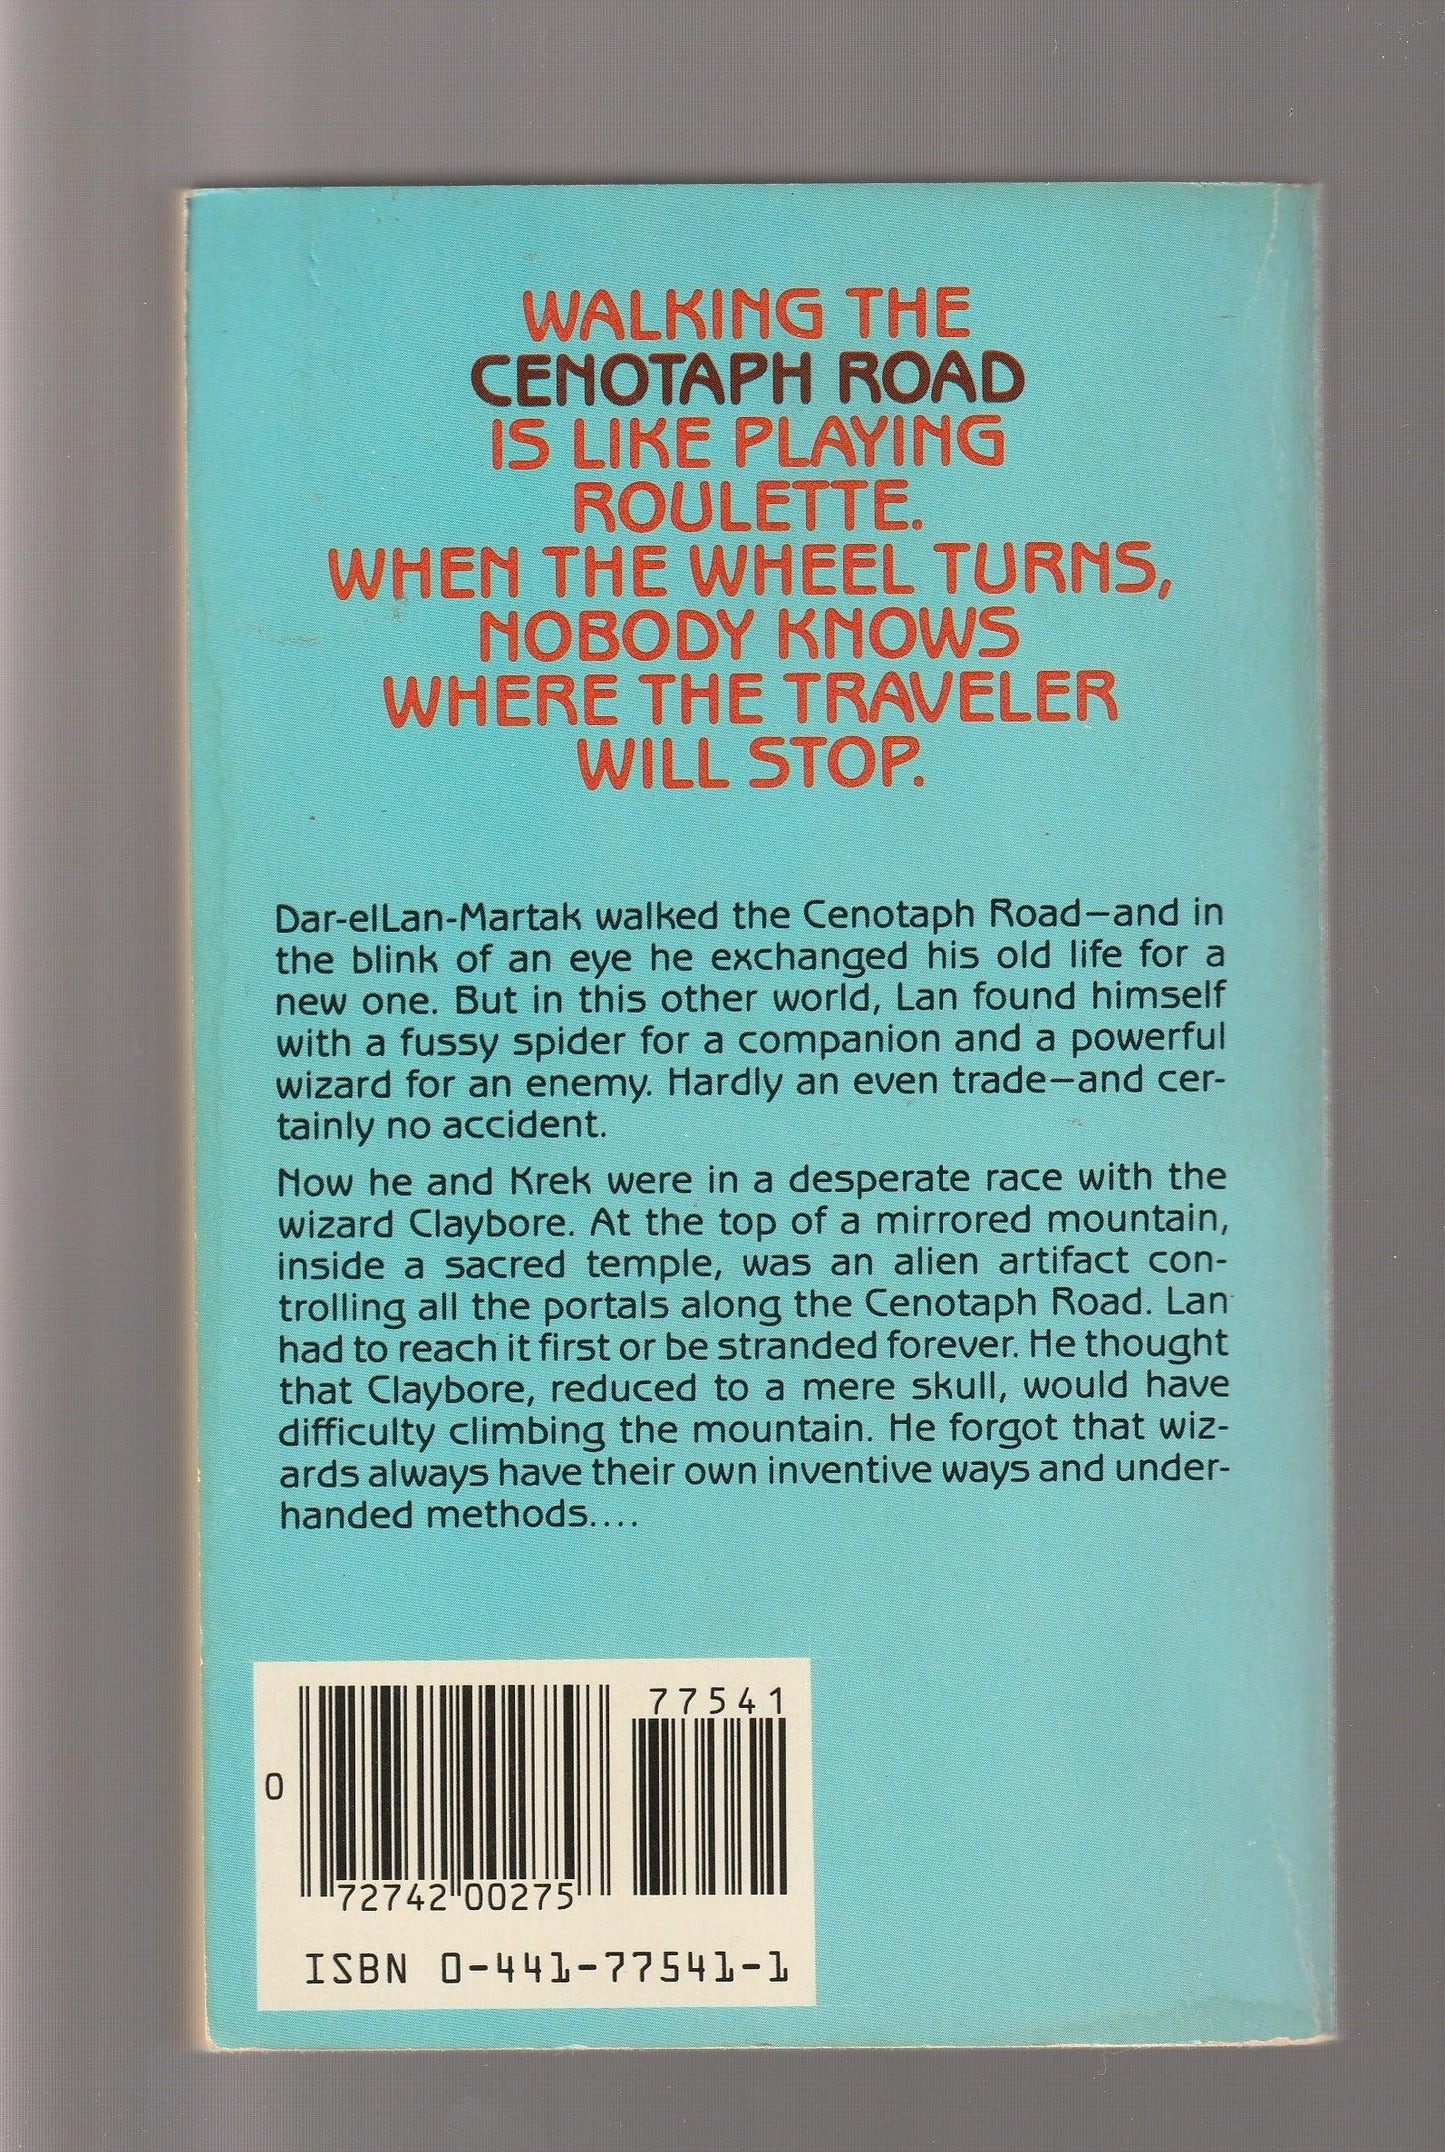 WALKING THE
CENOTAPH ROAD
IS LIKE PLAYING
ROULETTE.
WHEN THE WHEEL TURNS,
NOBODY KNOWS
WHERE THE TRAVELER
WILL STOP.
Dar-elLan-Martak walked the Cenotaph Road—and in
the blink of an eye he exchanged his old life for a
new one. But in this other world, Lan found himself
with a fussy spider for a companion and a powerful
wizard for an enemy. Hardly an even trade—and cer-
tainly no accident.
Now he and Krek were in a desperate race with the
wizard Claybore. At the top of a mirrored mountain,
inside a sacred temple, was an alien artifact con-
trolling all the portals along the Cenotaph Road. Lan
had to reach it first or be stranded forever. He thought
that Claybore, reduced to a mere skull, would have
difficulty climbing the mountain. He forgot that wiz-
ards always have their own inventive ways and under-
handed methods....
77541
0
72742 00275
ISBN 0-441-77541-1